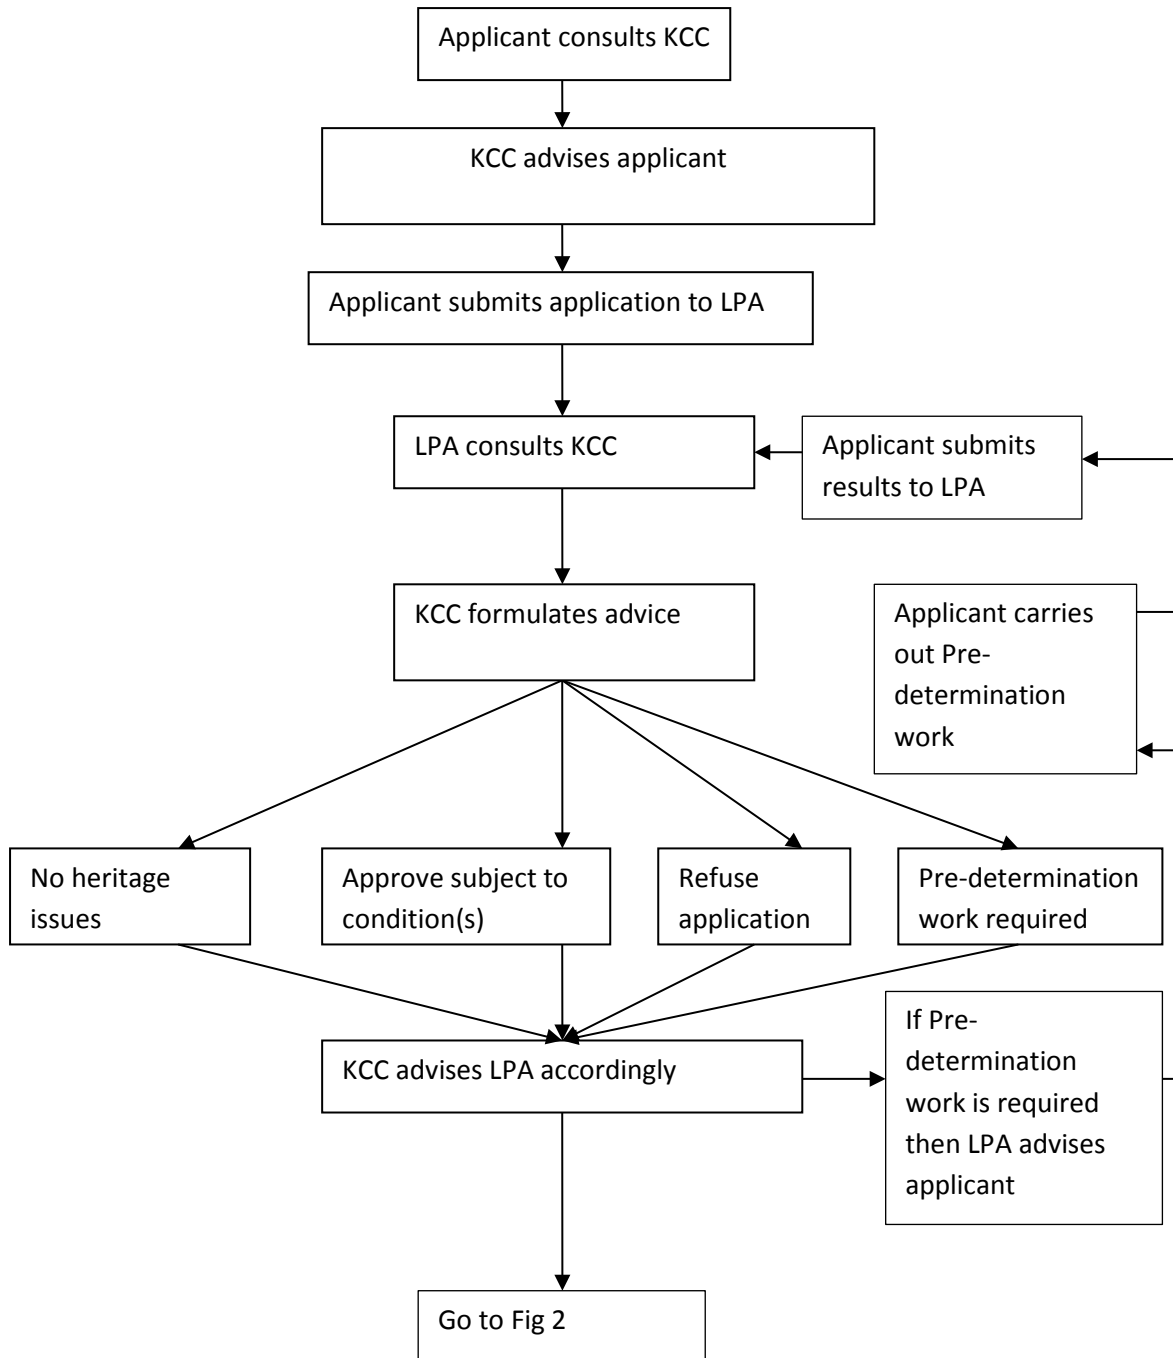 Applicant consults KCC
KCC advises applicant
Applicant submits application to LPA
LPA consults KCC
Applicant submits
results to LPA
KCC formulates advice
Applicant carries
out Pre-
determination
work
No heritage
issues
Approve subject to
condition(s)
Refuse
application
Pre-determination
work required
KCC advises LPA accordingly
If Pre-
determination
work is required
then LPA advises
applicant
Go to Fig 2